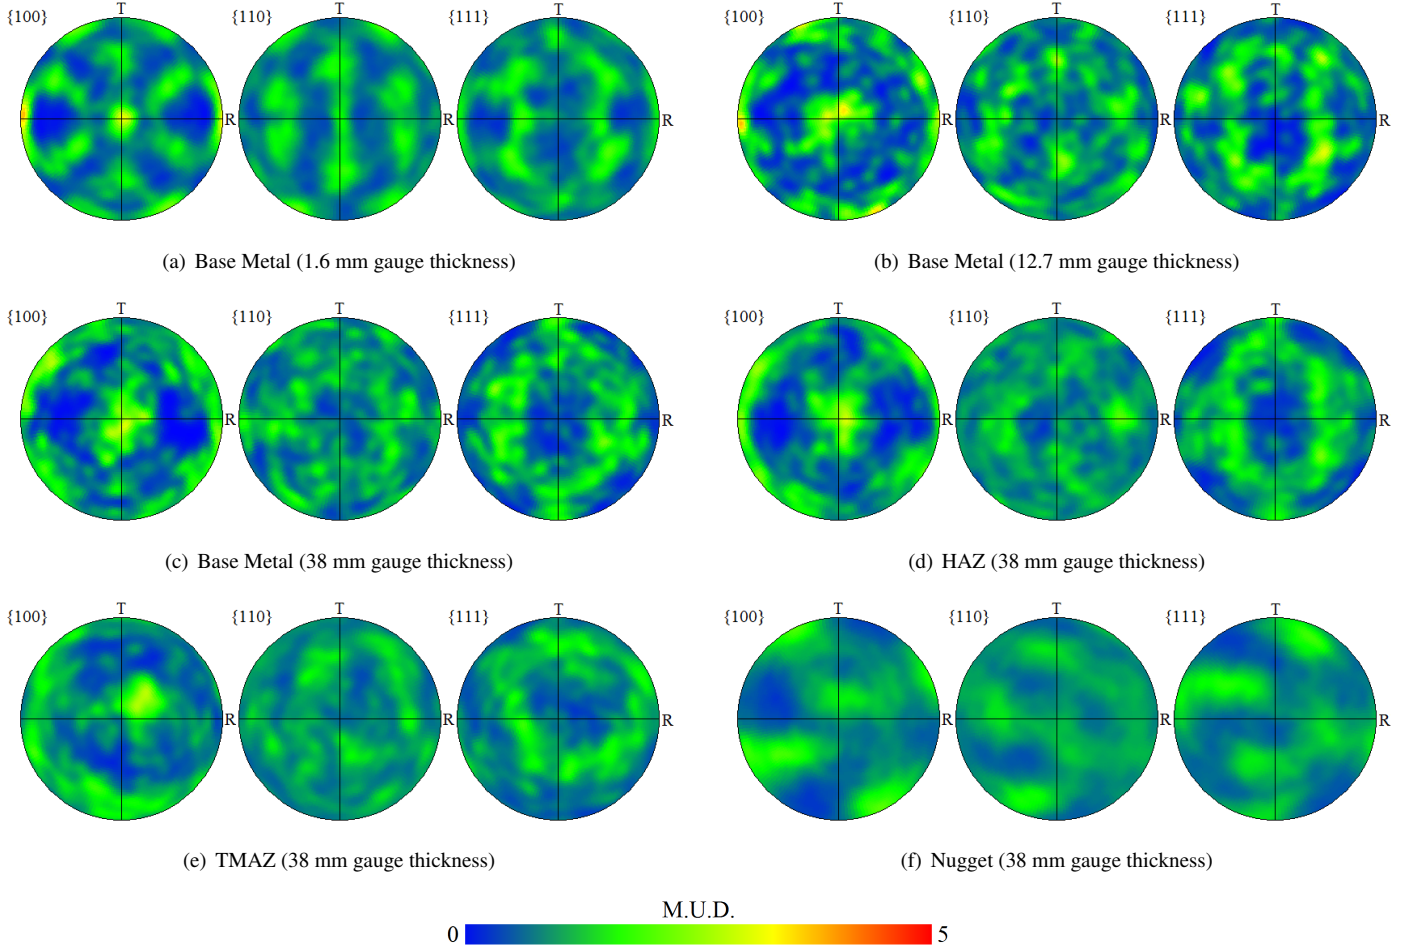 {100} T R {110} T R {111} T R {100} T R {110} T R {111} T R
(a) Base Metal (1.6 mm gauge thickness) (b) Base Metal (12.7 mm gauge thickness)
{100} T R {110} T R {111} T R {100} T R {110} T R {111} T R
(c) Base Metal (38 mm gauge thickness) (d) HAZ (38 mm gauge thickness)
{100} T R {110} T R {111} T R {100} T R {110} T R {111} T R
(e) TMAZ (38 mm gauge thickness) (f) Nugget (38 mm gauge thickness)
M.U.D.
0 5